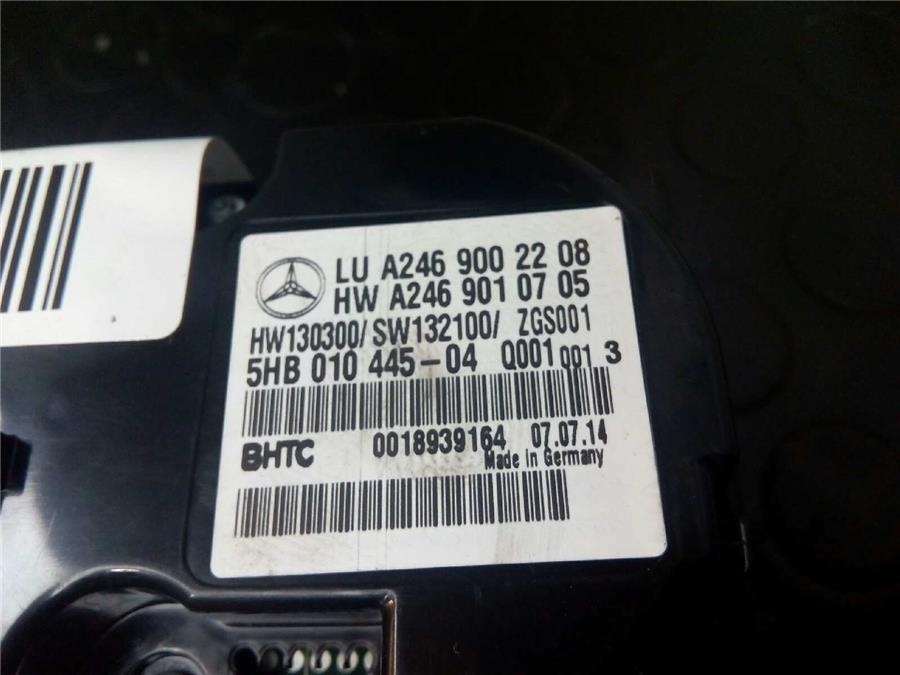 LU A246 900 22 08
HW A246 901 07 05
HW130300/ SW132100/ ZGS001
5HB 010 445-04 Q001 Q01 3
BHTC 0018939164 07.07.14
Made in Germany